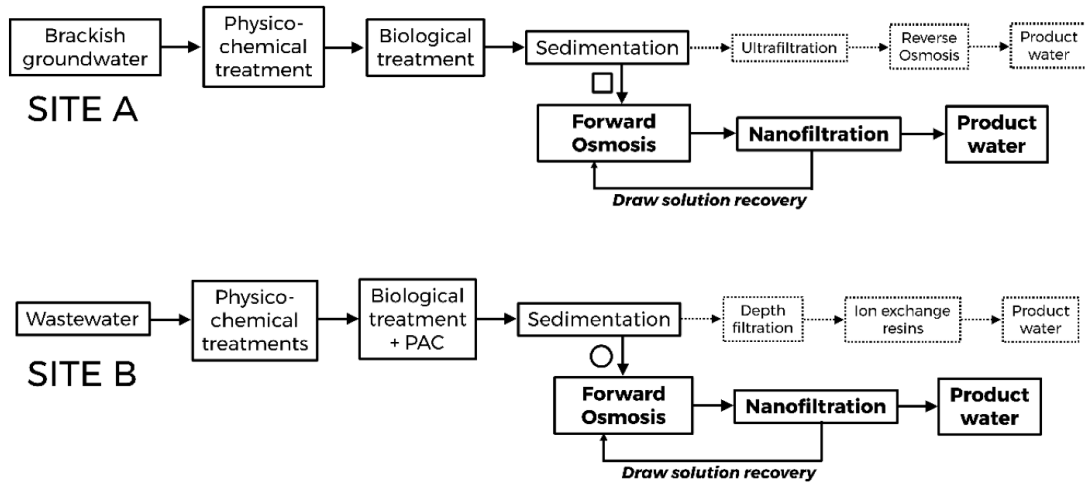 Brackish
groundwater
Physico-
chemical
treatment
Biological
treatment
Sedimentation
Ultrafiltration
Reverse
Osmosis
Product
water
SITE A
Forward
Osmosis
Nanofiltration
Product
water
Draw solution recovery
Wastewater
Physico-
chemical
treatments
Biological
treatment
+ PAC
Sedimentation
Depth
filtration
Ion exchange
resins
Product
water
SITE B
Forward
Osmosis
Nanofiltration
Product
water
Draw solution recovery